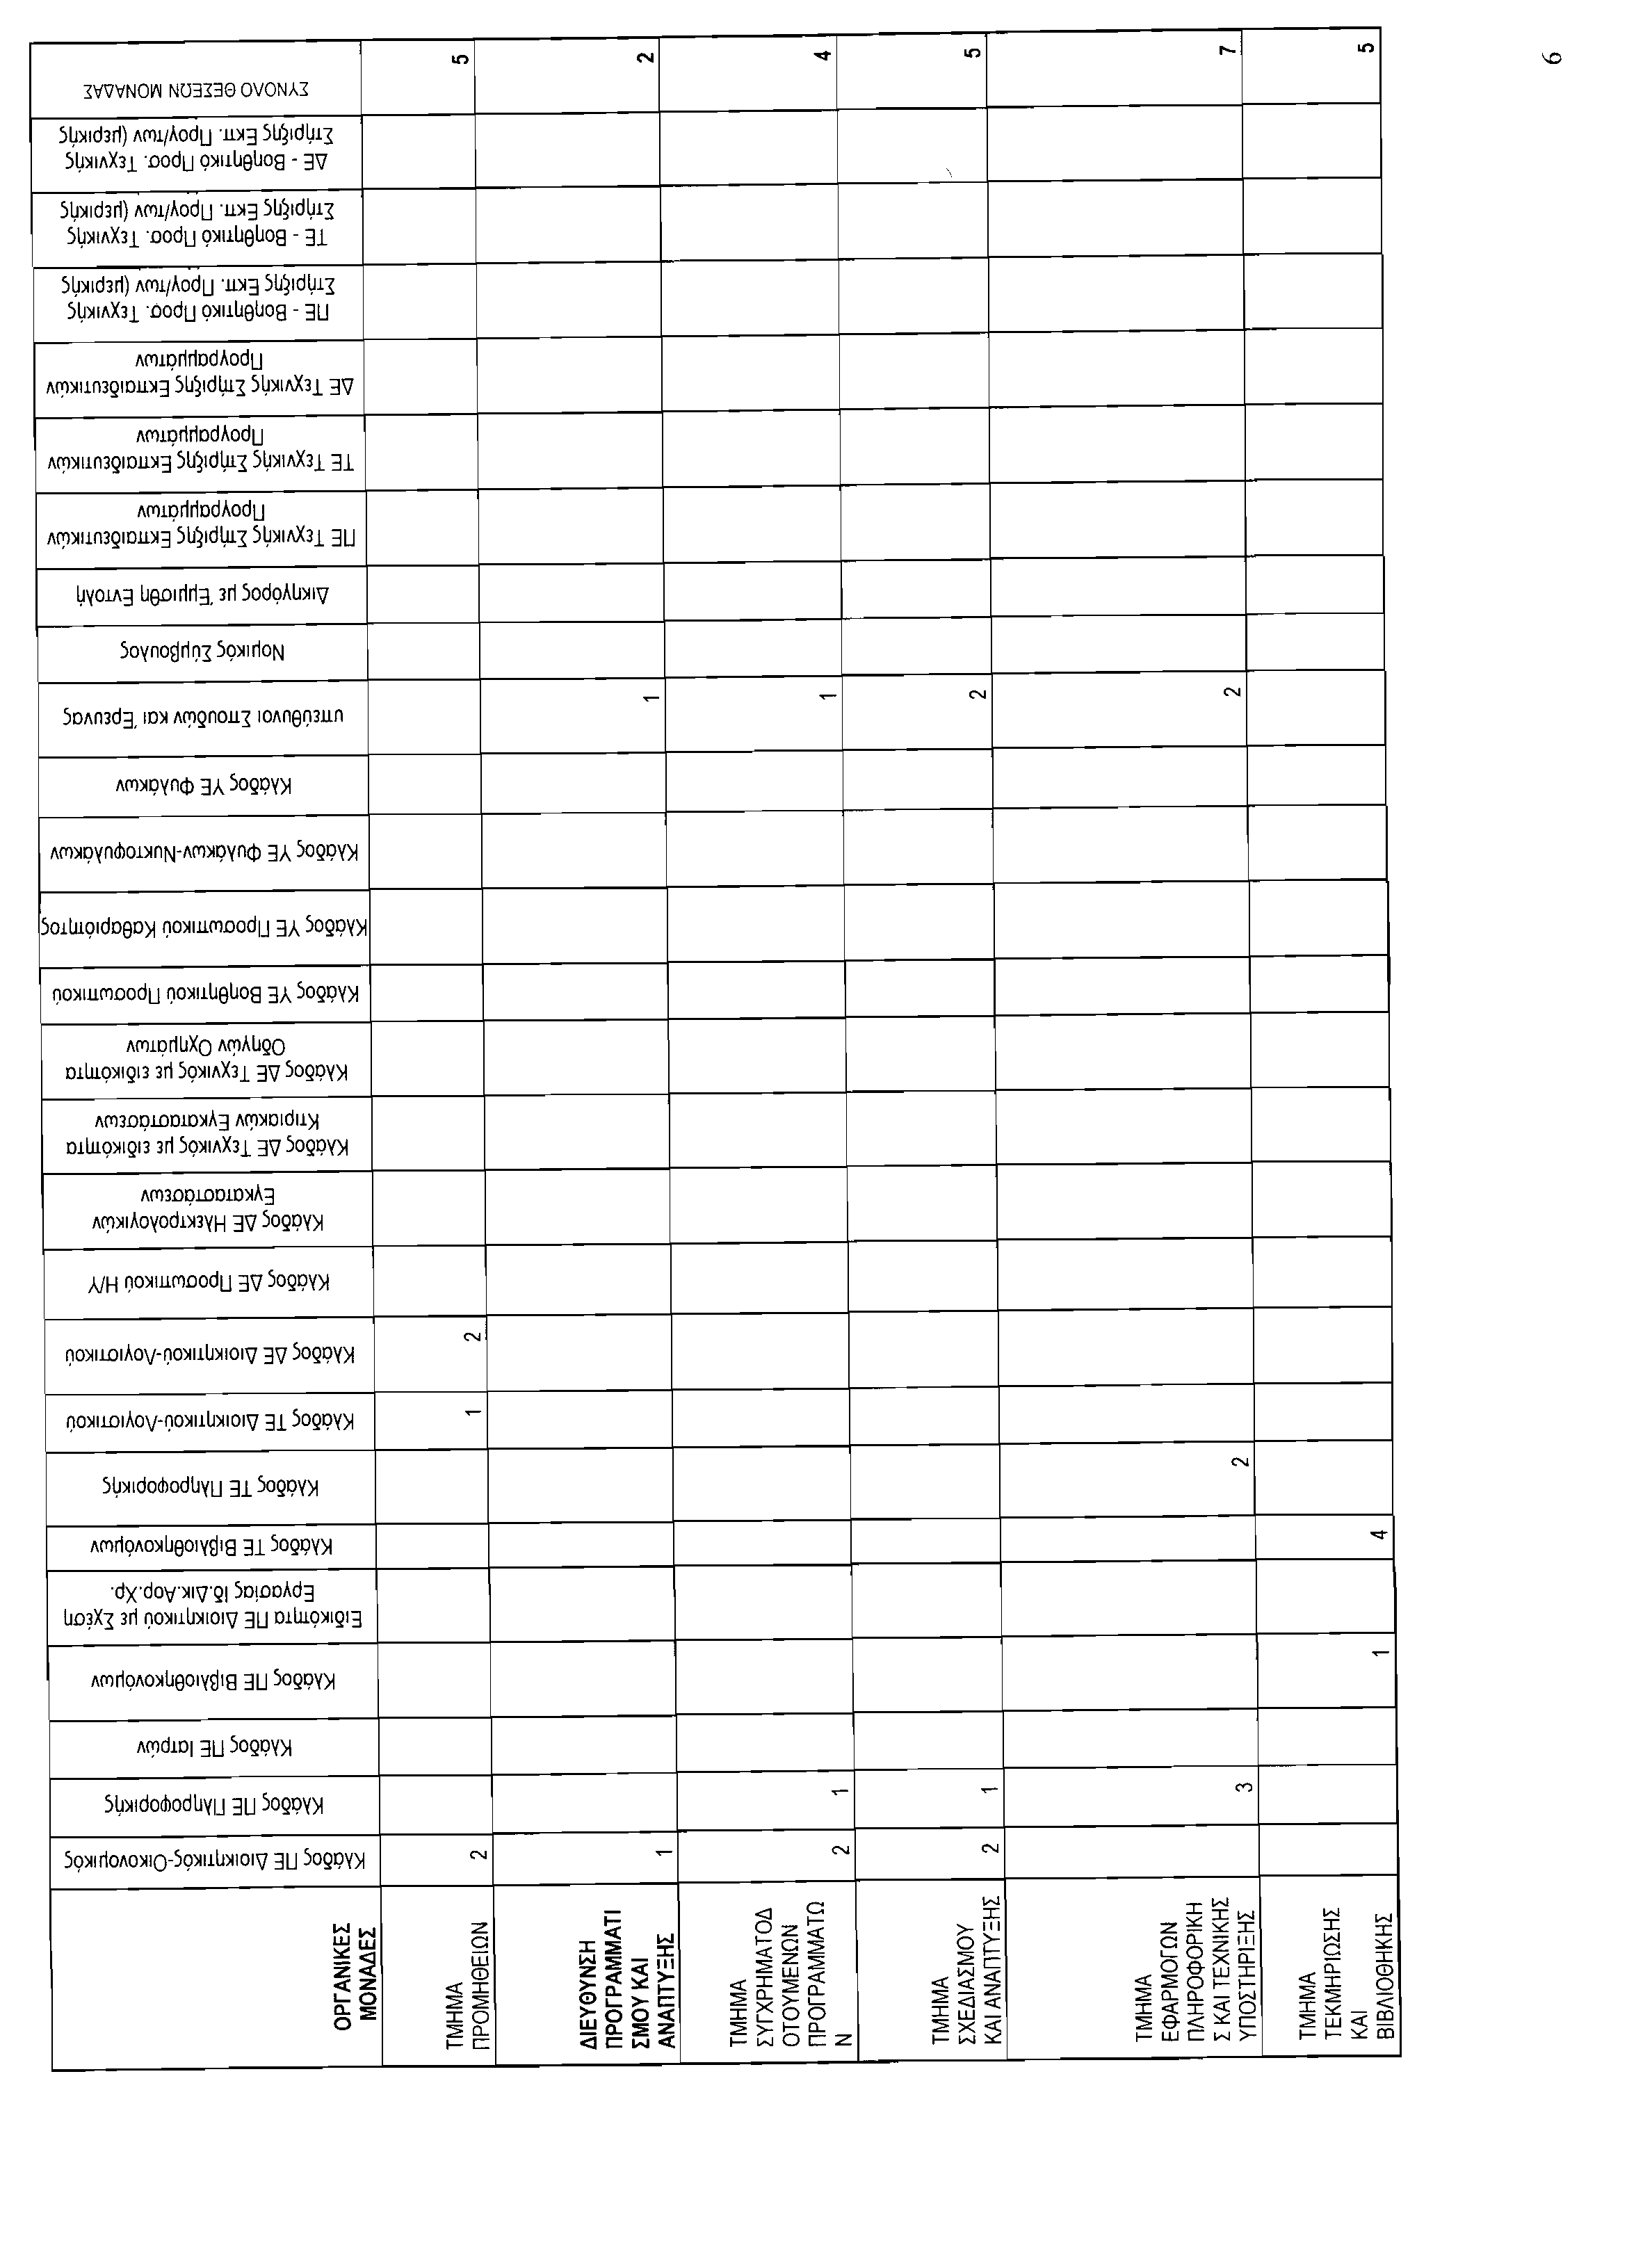 ΟΡΓΑΝΙΚΕΣ
ΜΟΝΑΔΕΣ
Κλάδος ΠΕ Διοικητικός-Οικονομικός
Κλάδος ΠΕ Πληροφορικής
Κλάδος ΠΕ Ιατρών
Κλάδος ΠΕ Βιβλιοθηκονόμων
Ειδικότητα ΠΕ Διοικητικού με Σχέση
Εργασίας Ιδ.Δικ.Αορ.Χρ.
Κλάδος ΤΕ Βιβλιοθηκονόμων
Κλάδος ΤΕ Πληροφορικής
Κλάδος ΤΕ Διοικητικού-Λογιστικού
Κλάδος ΔΕ Διοικητικού-Λογιστικού
Κλάδος ΔΕ Προσωπικού Η/Υ
Κλάδος ΔΕ Ηλεκτρολογικών
Εγκαταστάσεων
Κλάδος ΔΕ Τεχνικός με ειδικότητα
Κτιριακών Εγκαταστάσεων
Κλάδος ΔΕ Τεχνικός με ειδικότητα
Οδηγών Οχημάτων
Κλάδος ΥΕ Βοηθητικού Προσωπικού
Κλάδος ΥΕ Προσωπικού Καθαριότητος
Κλάδος ΥΕ Φυλάκων-Νυκτοφυλάκων
Κλάδος ΥΕ Φυλάκων
υπεύθυνοι Σπουδών και Έρευνας
Νομικός Σύμβουλος
Δικηγόρος με Έμμισθη Εντολή
ΠΕ Τεχνικής Στήριξης Εκπαιδευτικών
Προγραμμάτων
ΤΕ Τεχνικής Στήριξης Εκπαιδευτικών
Προγραμμάτων
ΔΕ Τεχνικής Στήριξης Εκπαιδευτικών
Προγραμμάτων
ΠΕ - Βοηθητικό Προσ. Τεχνικής
Στήριξης Εκπ. Προγ/των (μερικής
ΤΕ - Βοηθητικό Προσ. Τεχνικής
Στήριξης Εκπ. Προγ/των (μερικής
ΔΕ - Βοηθητικό Προσ. Τεχνικής
Στήριξης Εκπ. Προγ/των (μερικής
ΣΥΝΟΛΟ ΘΕΣΕΩΝ ΜΟΝΑΔΑΣ
ΤΜΗΜΑ
ΠΡΟΜΗΘΕΙΩΝ
2
1
2
5
ΔΙΕΥΘΥΝΣΗ
ΠΡΟΓΡΑΜΜΑΤΙ
ΣΜΟΥ ΚΑΙ
ΑΝΑΠΤΥΞΗΣ
1
1
2
ΤΜΗΜΑ
ΣΥΓΧΡΗΜΑΤΟΔ
ΟΤΟΥΜΕΝΩΝ
ΠΡΟΓΡΑΜΜΑΤΩ
Ν
2
1
1
4
ΤΜΗΜΑ
ΣΧΕΔΙΑΣΜΟΥ
ΚΑΙ ΑΝΑΠΤΥΞΗΣ
2
1
2
5
ΤΜΗΜΑ
ΕΦΑΡΜΟΓΩΝ
ΠΛΗΡΟΦΟΡΙΚΗ
Σ ΚΑΙ ΤΕΧΝΙΚΗΣ
ΥΠΟΣΤΗΡΙΞΗΣ
3
2
2
7
ΤΜΗΜΑ
ΤΕΚΜΗΡΙΩΣΗΣ
ΚΑΙ
ΒΙΒΛΙΟΘΗΚΗΣ
1
4
5
6